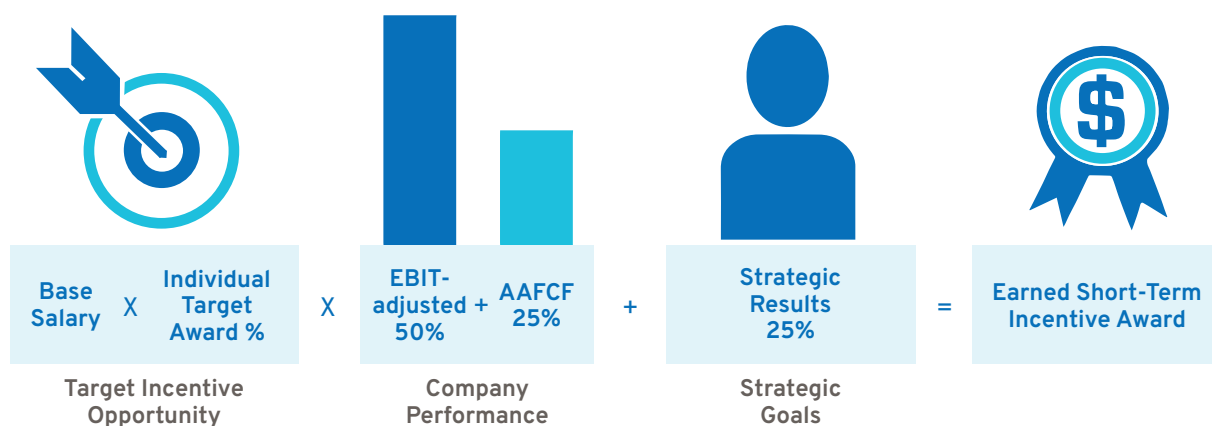 $
Base
Salary
X
Individual
Target
Award %
X
EBIT-
adjusted
50%
+
AAFCF
25%
+
Strategic
Results
25%
=
Earned Short-Term
Incentive Award
Target Incentive
Opportunity
Company
Performance
Strategic
Goals